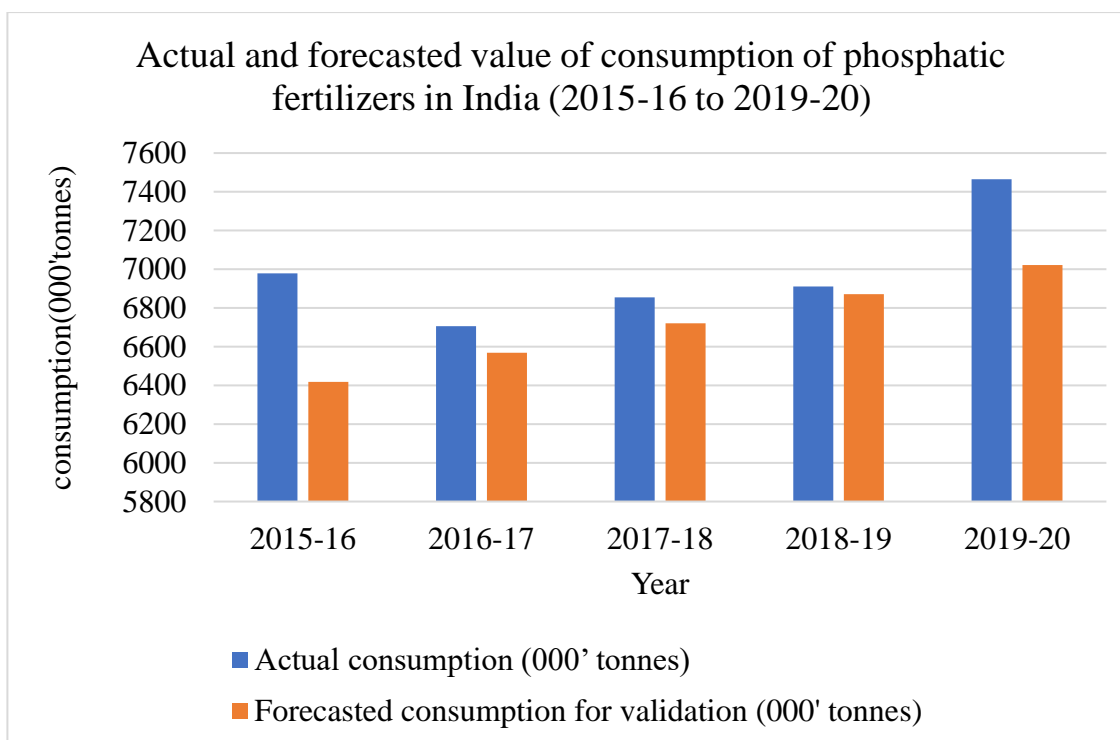 Actual and forecasted value of consumption of phosphatic
fertilizers in India (2015-16 to 2019-20)
consumption(000'tonnes)
7600
7400
7200
7000
6800
6600
6400
6200
6000
5800
2015-16 2016-17 2017-18 2018-19 2019-20
Year
Actual consumption (000’ tonnes)
Forecasted consumption for validation (000' tonnes)